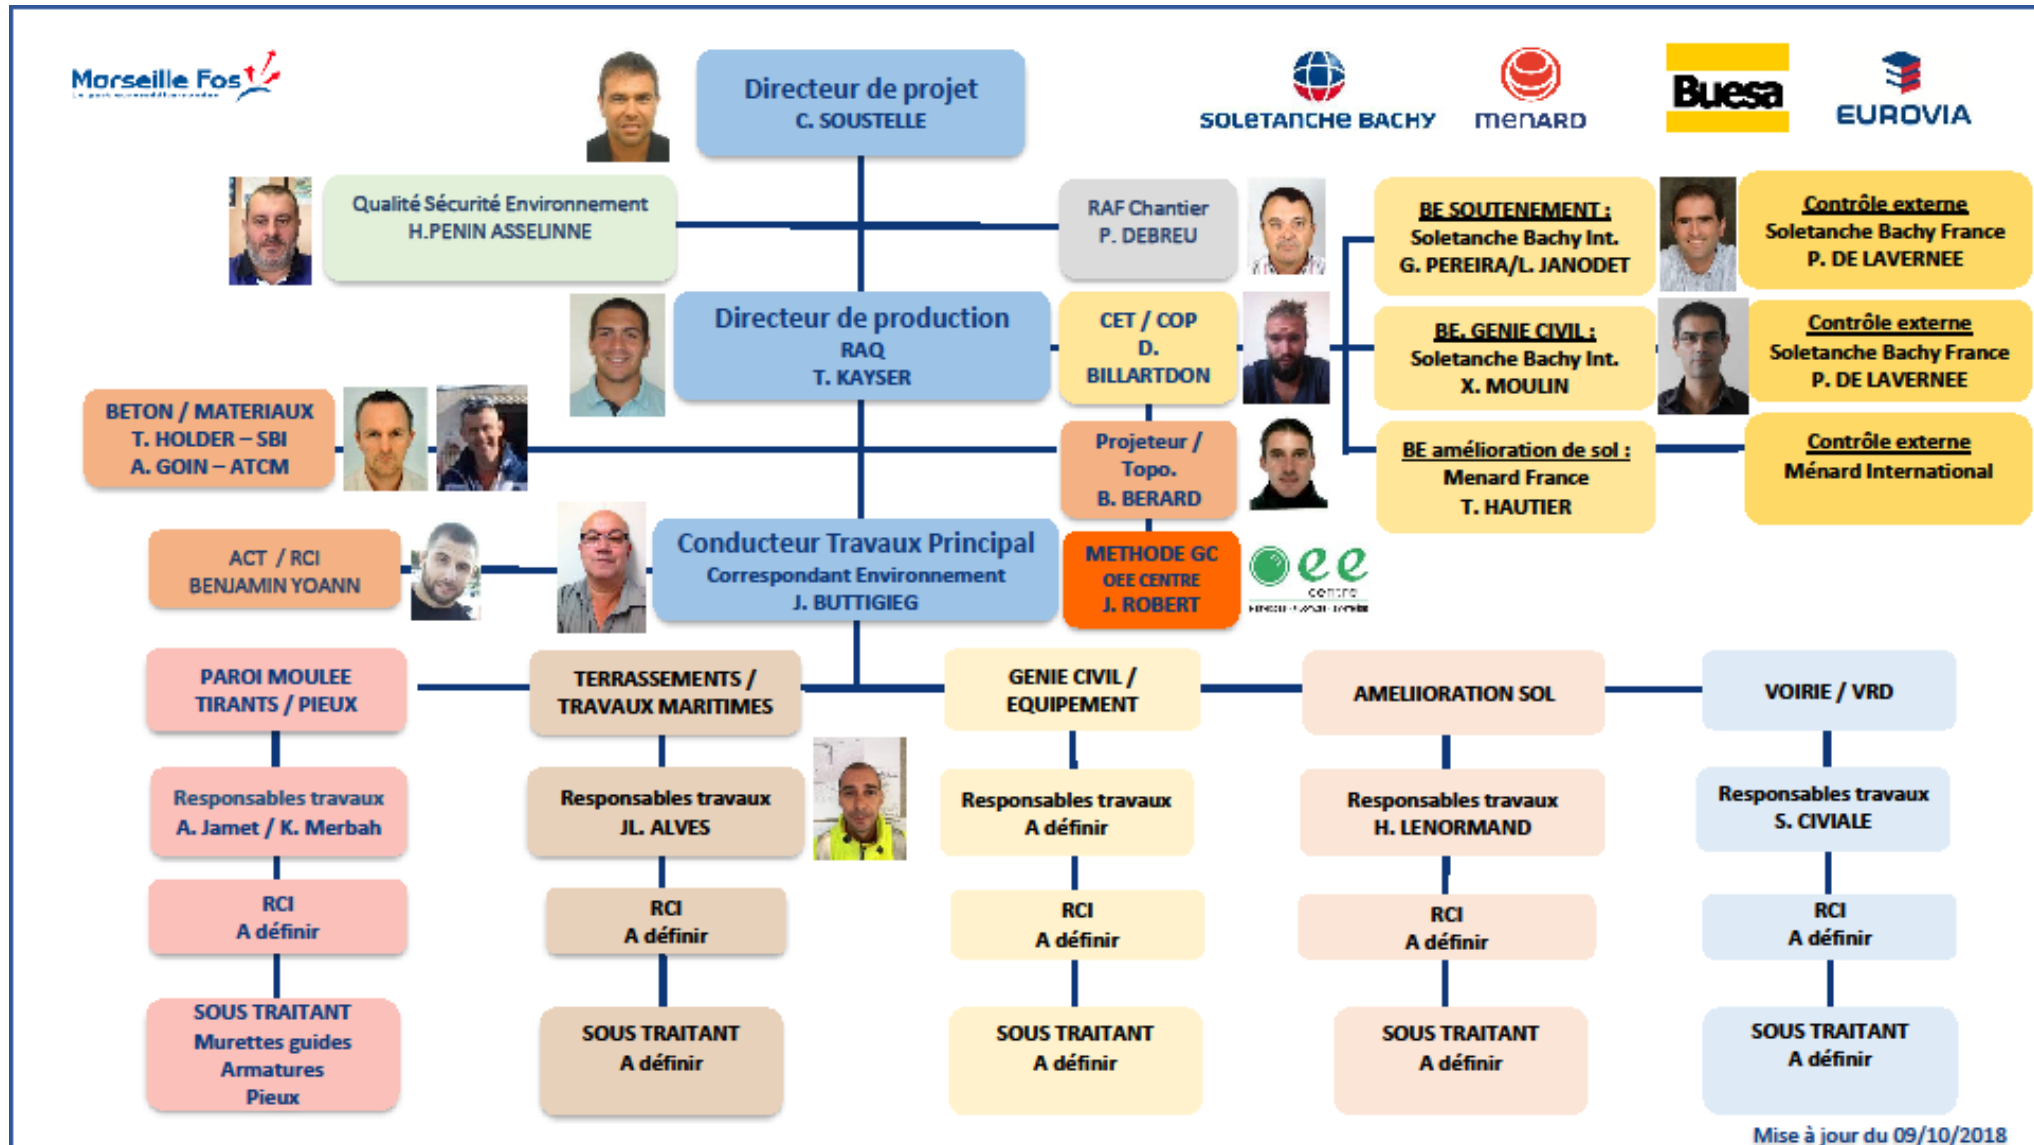 Marseille Fos
Directeur de projet
C. SOUSTELLE
SOLETANCHE BACHY
menARD
Buesa
EUROVIA
Qualité Sécurité Environnement
H.PENIN ASSELINNE
RAF Chantier
P. DEBREU
BE SOUTENEMENT :
Soletanche Bachy Int.
G. PEREIRA/L. JANODET
Contrôle externe
Soletanche Bachy France
P. DE LAVERNEE
Directeur de production
RAQ
T. KAYSER
CET / COP
D.
BILLARTDON
BE. GENIE CIVIL :
Soletanche Bachy Int.
X. MOULIN
Contrôle externe
Soletanche Bachy France
P. DE LAVERNEE
BETON / MATERIAUX
T. HOLDER – SBI
A. GOIN – ATCM
Projeteur /
Topo.
B. BERARD
BE amélioration de sol :
Menard France
T. HAUTIER
Contrôle externe
Ménard International
ACT / RCI
BENJAMIN YOANN
Conducteur Travaux Principal
Correspondant Environnement
J. BUTTIGIEG
METHODE GC
OEE CENTRE
J. ROBERT
oee
centre
PAROI MOULEE
TIRANTS / PIEUX
TERRASSEMENTS /
TRAVAUX MARITIMES
GENIE CIVIL /
EQUIPEMENT
AMELIIORATION SOL
VOIRIE / VRD
Responsables travaux
A. Jamet / K. Merbah
Responsables travaux
JL. ALVES
Responsables travaux
A définir
Responsables travaux
H. LENORMAND
Responsables travaux
S. CIVIALE
RCI
A définir
RCI
A définir
RCI
A définir
RCI
A définir
RCI
A définir
SOUS TRAITANT
Murettes guides
Armatures
Pieux
SOUS TRAITANT
A définir
SOUS TRAITANT
A définir
SOUS TRAITANT
A définir
SOUS TRAITANT
A définir
Mise à jour du 09/10/2018